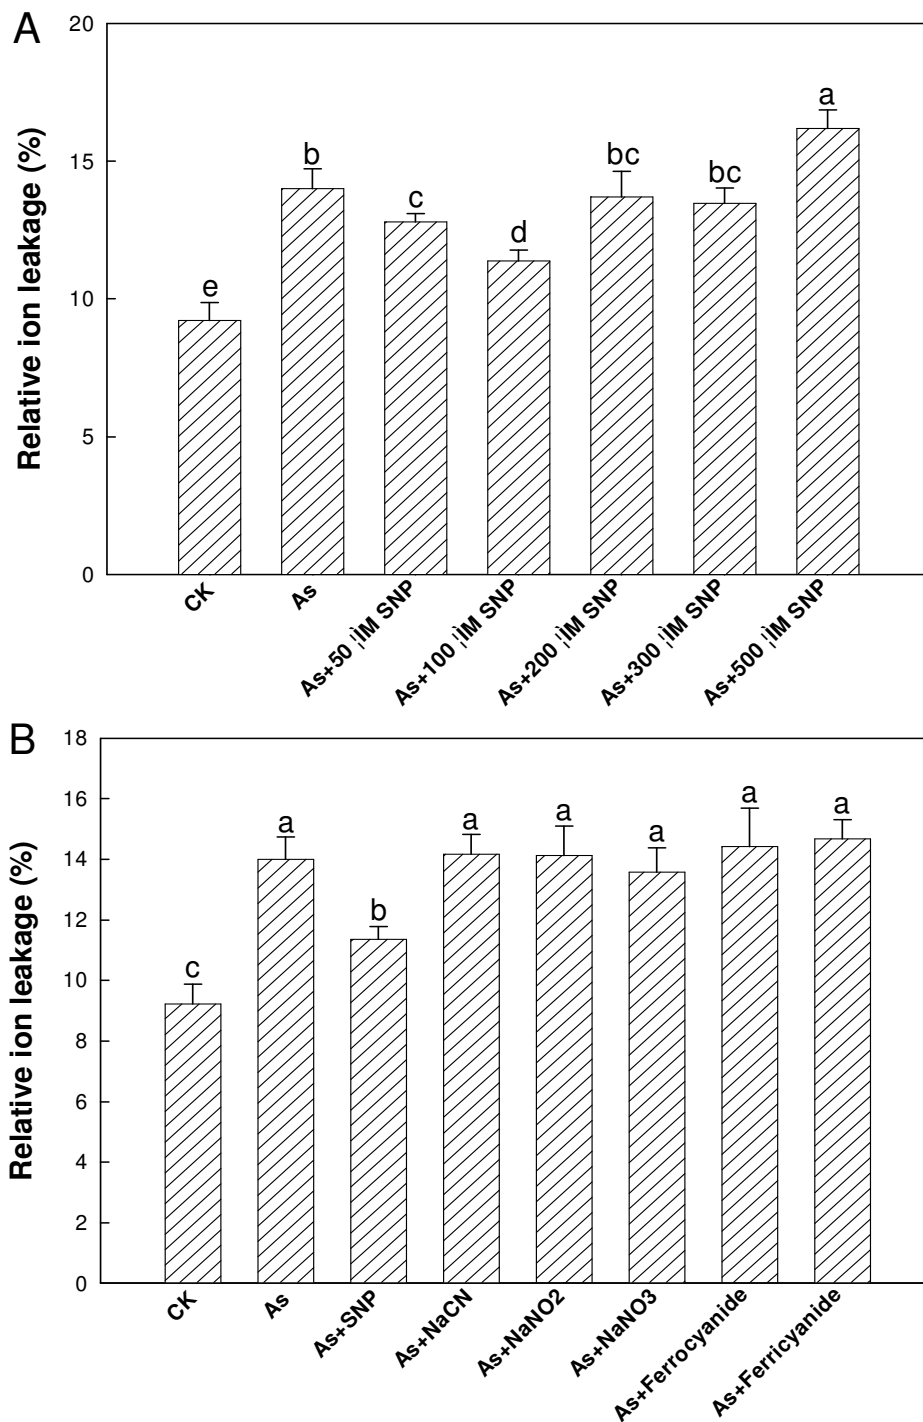 A
20
15
10
5
0
Relative ion leakage (%)
e
b
c
d
bc
bc
a
CK
As
As+50 ¡ÌM SNP
As+100 ¡ÌM SNP
As+200 ¡ÌM SNP
As+300 ¡ÌM SNP
As+500 ¡ÌM SNP
B
18
16
14
12
10
8
6
4
2
0
Relative ion leakage (%)
c
a
b
a
a
a
a
a
CK
As
As+SNP
As+NaCN
As+NaNO2
As+NaNO3
As+Ferrocyanide
As+Ferricyanide